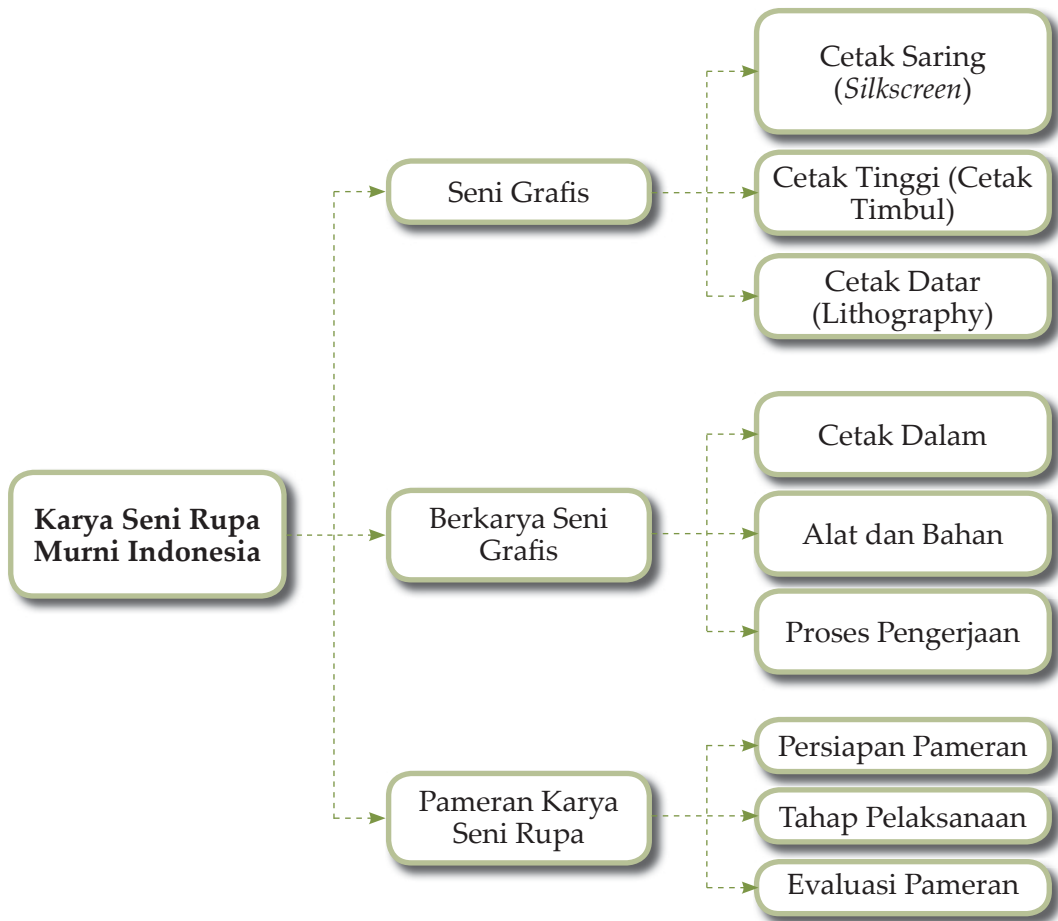 Karya Seni Rupa
Murni Indonesia
Seni Grafis
Cetak Saring
(Silkscreen)
Cetak Tinggi (Cetak
Timbul)
Cetak Datar
(Lithography)
Berkarya Seni
Grafis
Cetak Dalam
Alat dan Bahan
Proses Pengerjaan
Pameran Karya
Seni Rupa
Persiapan Pameran
Tahap Pelaksanaan
Evaluasi Pameran